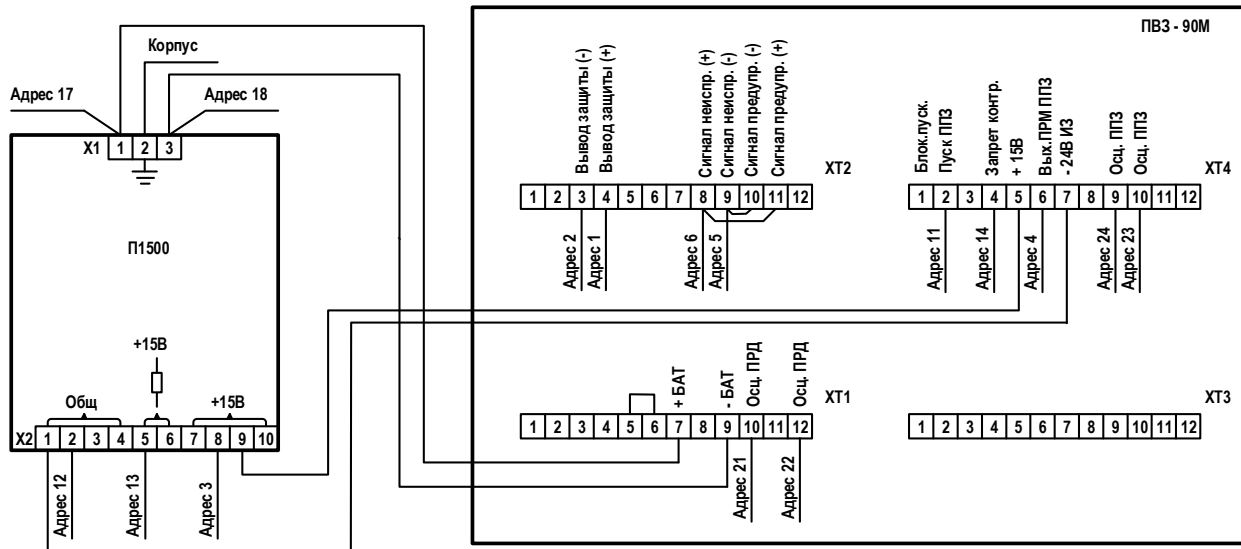 ПВЗ - 90М
Корпус
Адрес 17
Адрес 18
X1 1 2 3
П1500
+15В
Общ
+15В
X2 1 2 3 4 5 6 7 8 9 10
Адрес 12
Адрес 13
Адрес 3
Вывод защиты (-)
Вывод защиты (+)
Сигнал неиспр. (+)
Сигнал неиспр. (-)
Сигнал предупр. (-)
Сигнал предупр. (+)
XT2
1 2 3 4 5 6 7 8 9 10 11 12
Адрес 2
Адрес 1
Адрес 6
Адрес 5
Блок.пуск.
Пуск ППЗ
Запрет контр.
+ 15В
Вых.ПРМ ППЗ
- 24В ИЗ
Осц. ППЗ
Осц. ППЗ
XT4
1 2 3 4 5 6 7 8 9 10 11 12
Адрес 11
Адрес 14
Адрес 4
Адрес 24
Адрес 23
+ БАТ
- БАТ
Осц. ПРД
Осц. ПРД
XT1
1 2 3 4 5 6 7 8 9 10 11 12
Адрес 21
Адрес 22
XT3
1 2 3 4 5 6 7 8 9 10 11 12